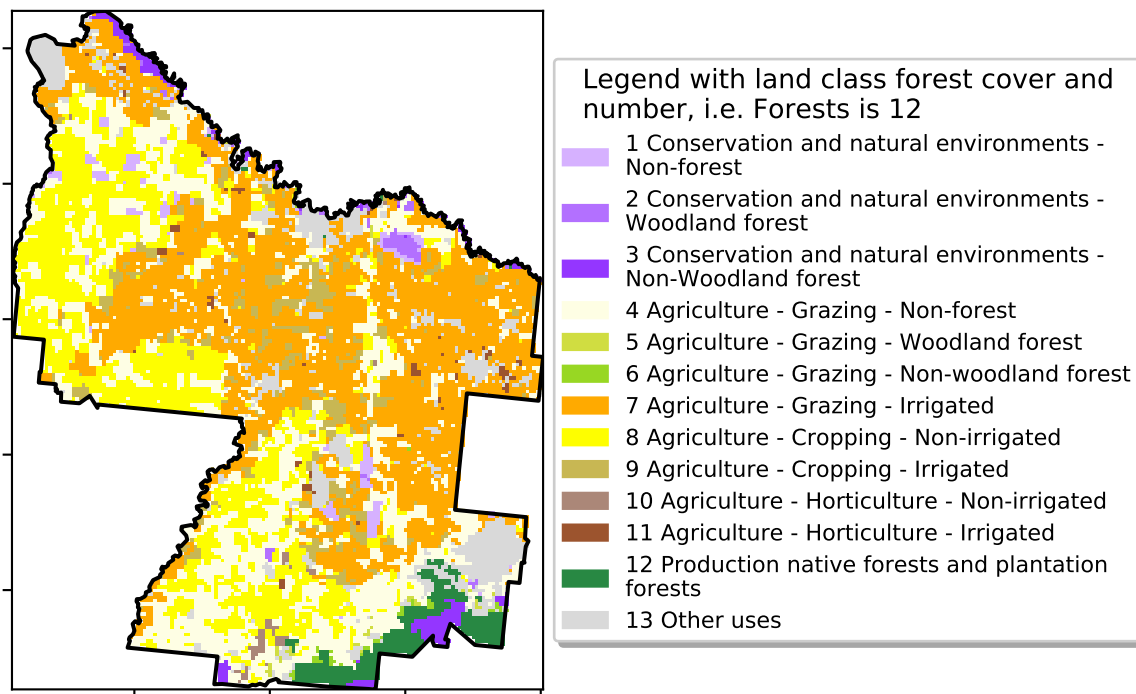 Legend with land class forest cover and
number, i.e. Forests is 12
1 Conservation and natural environments -
Non-forest
2 Conservation and natural environments -
Woodland forest
3 Conservation and natural environments -
Non-Woodland forest
4 Agriculture - Grazing - Non-forest
5 Agriculture - Grazing - Woodland forest
6 Agriculture - Grazing - Non-woodland forest
7 Agriculture - Grazing - Irrigated
8 Agriculture - Cropping - Non-irrigated
9 Agriculture - Cropping - Irrigated
10 Agriculture - Horticulture - Non-irrigated
11 Agriculture - Horticulture - Irrigated
12 Production native forests and plantation
forests
13 Other uses